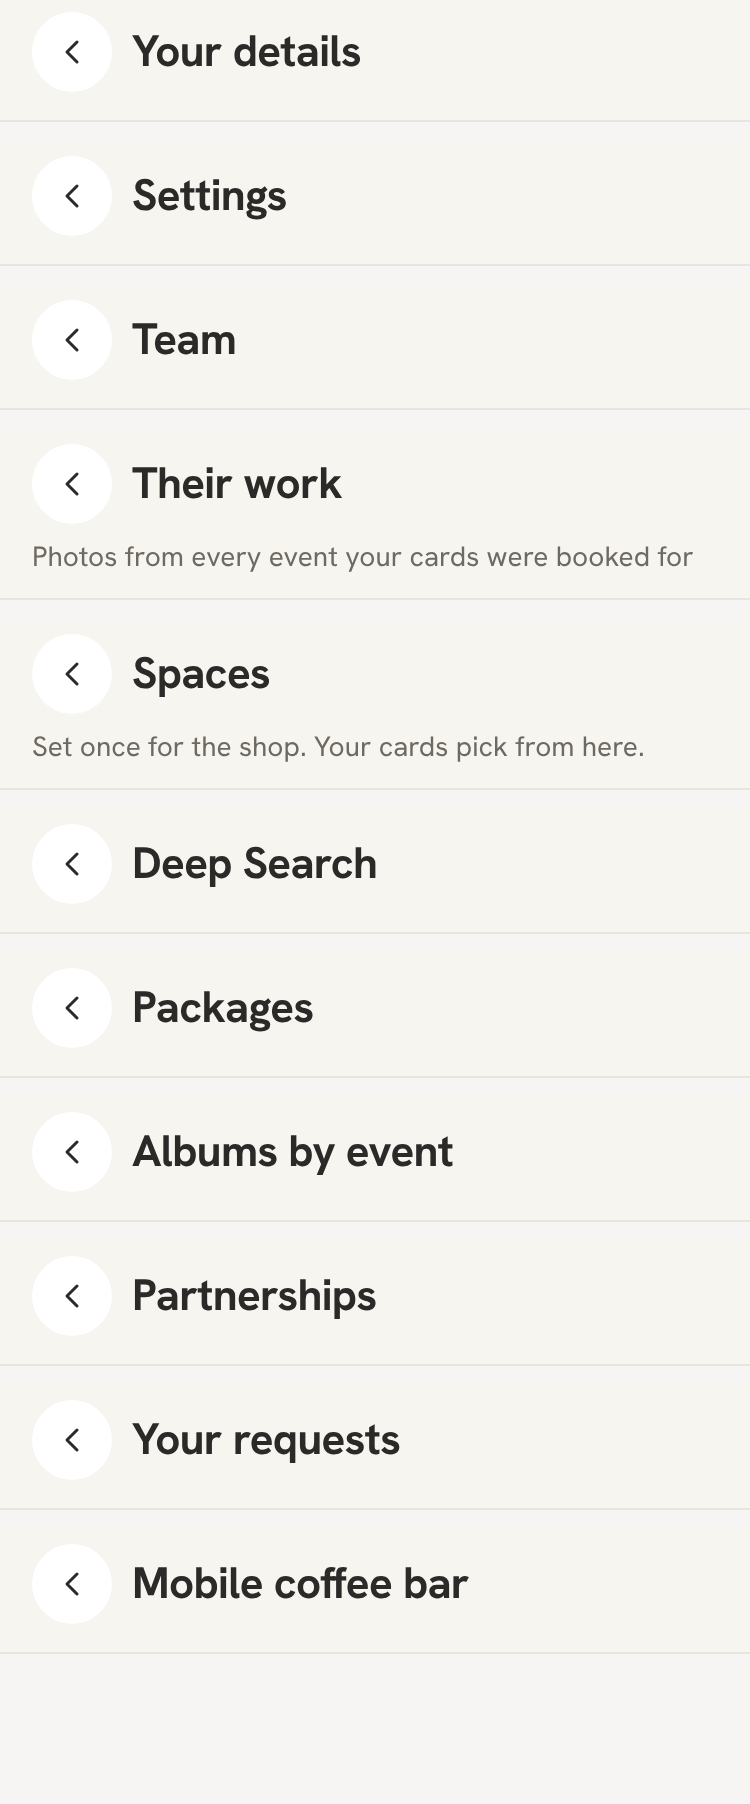 Your details
Settings
Team
Their work
Photos from every event your cards were booked for
Spaces
Set once for the shop. Your cards pick from here.
Deep Search
Packages
Albums by event
Partnerships
Your requests
Mobile coffee bar